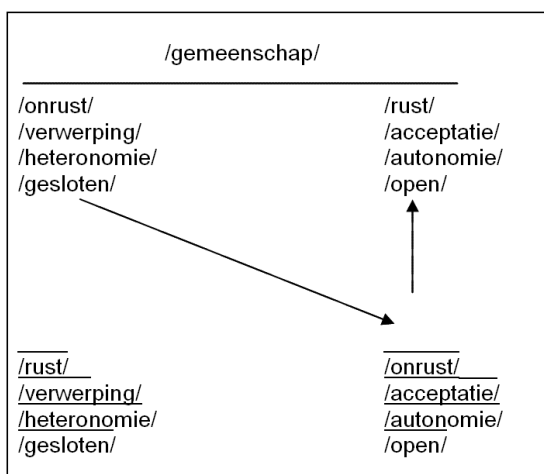 /gemeenschap/
/onrust/ /rust/
/verwerping/ /acceptatie/
/heteronomie/ /autonomie/
/gesloten/ /open/
/rust/ /onrust/
/verwerping/ /acceptatie/
/heteronomie/ /autonomie/
/gesloten/ /open/